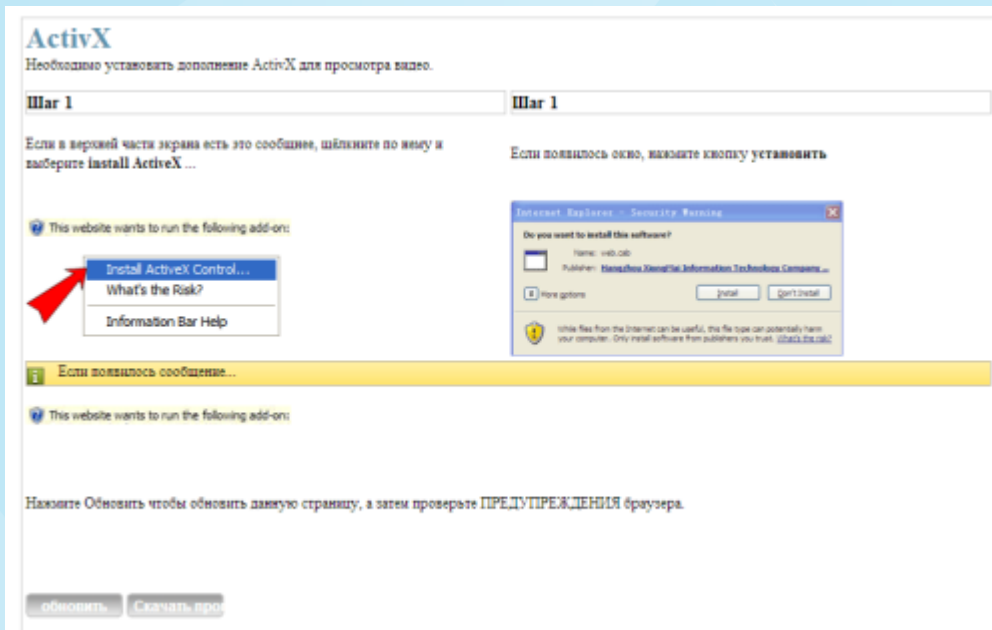 ActivX
Необходимо установить дополнение ActivX для просмотра видео.
Шаг 1
Если в верхней части экрана есть это сообщнее, щёлкните по нему и
выберите install ActiveX ...
This website wants to run the following add-on:
Install ActiveX Control...
What's the Risk?
Information Bar Help
Шаг 1
Если появилось окно, нажмите кнопку установить
Internet Explorer - Security Warning
Do you want to install this software?
Name: web.cab
Publisher: Hangzhou XiongMai Information Technology Company ...
More options
Install
Don't Install
While files from the Internet can be useful, this file type can potentially harm
your computer. Only install software from publishers you trust. What's the risk?
Если появилось сообщение...
This website wants to run the following add-on:
Нажмите Обновить чтобы обновить данную страницу, а затем проверьте ПРЕДУПРЕЖДЕНИЯ браузера.
обновить
Скачать про